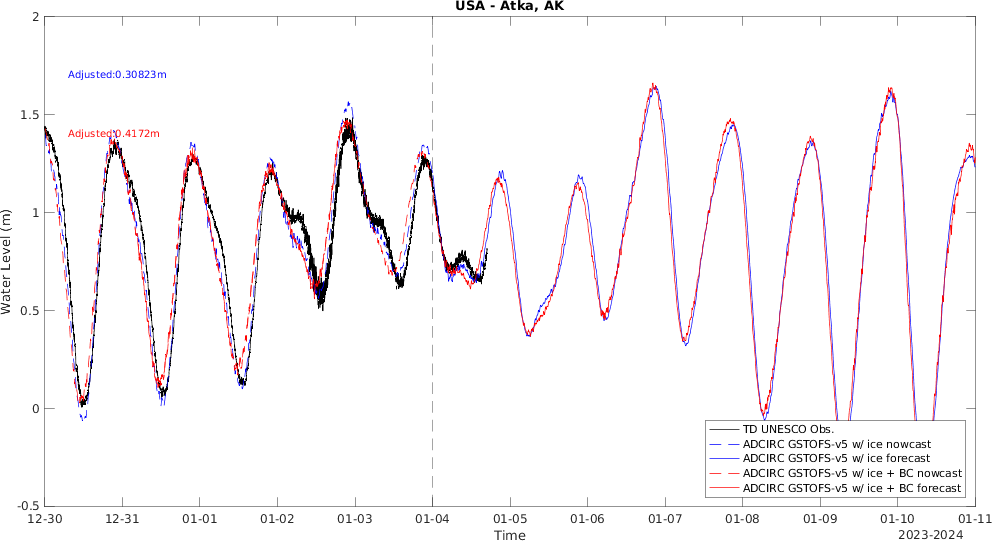 USA - Atka, AK
2
Adjusted:0.30823m
1.5
Adjusted:0.4172m
1
Water Level (m)
0.5
0
TD UNESCO Obs.
ADCIRC GSTOFS-v5 w/ ice nowcast
ADCIRC GSTOFS-v5 w/ ice forecast
ADCIRC GSTOFS-v5 w/ ice + BC nowcast
ADCIRC GSTOFS-v5 w/ ice + BC forecast
-0.5
12-30 12-31 01-01 01-02 01-03 01-04 01-05 01-06 01-07 01-08 01-09 01-10 01-11
Time
2023-2024